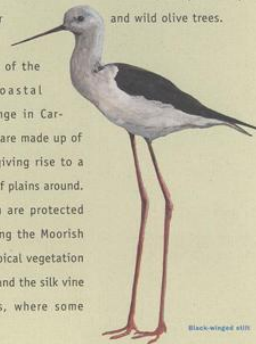 and wild olive trees.
of the
oastal
nge in Car-
are made up of
giving rise to a
f plains around.
are protected
ng the Moorish
pical vegetation
and the silk vine
s, where some
Black-winged stilt